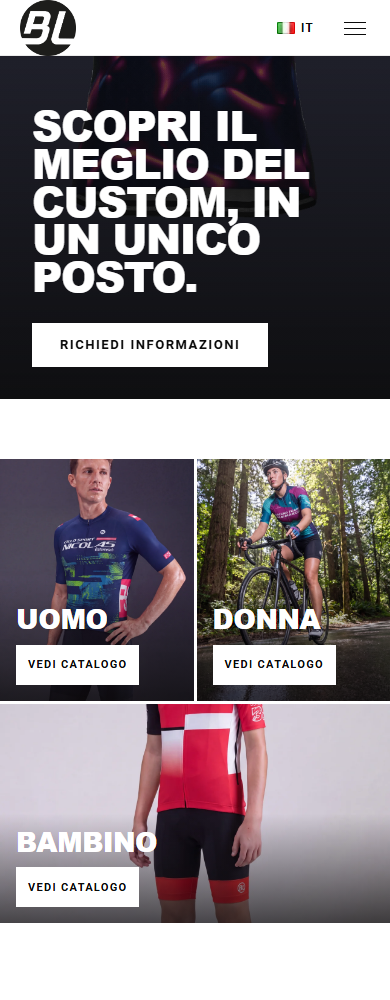 BL
IT
SCOPRI IL
MEGLIO DEL
CUSTOM, IN
UN UNICO
POSTO.
RICHIEDI INFORMAZIONI
NICOLAS
UOMO
DONNA
VEDI CATALOGO
VEDI CATALOGO
BAMBINO
VEDI CATALOGO